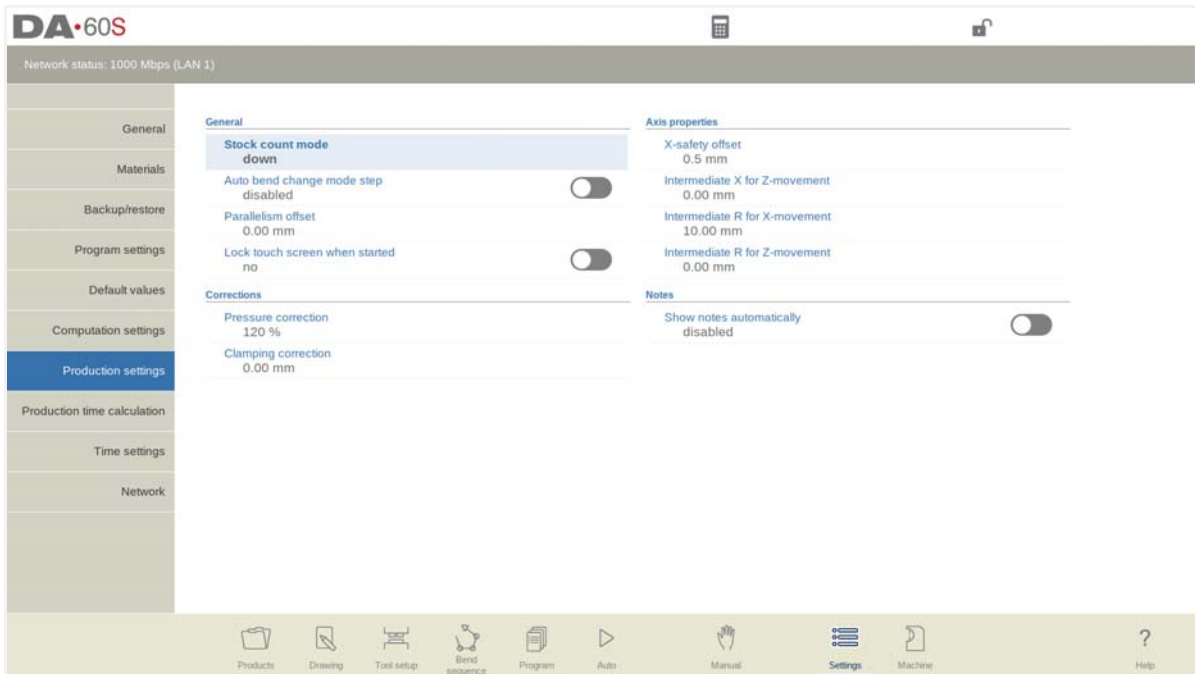 DA•60S
Network status: 1000 Mbps (LAN 1)
General
Materials
Backup/restore
Program settings
Default values
Computation settings
Production settings
Production time calculation
Time settings
Network
General
Stock count mode
down
Auto bend change mode step
disabled
Parallelism offset
0.00 mm
Lock touch screen when started
no
Corrections
Pressure correction
120 %
Clamping correction
0.00 mm
Axis properties
X-safety offset
0.5 mm
Intermediate X for Z-movement
0.00 mm
Intermediate R for X-movement
10.00 mm
Intermediate R for Z-movement
0.00 mm
Notes
Show notes automatically
disabled
Products
Drawing
Tool setup
Bend
sequence
Program
Auto
Manual
Settings
Machine
?
Help